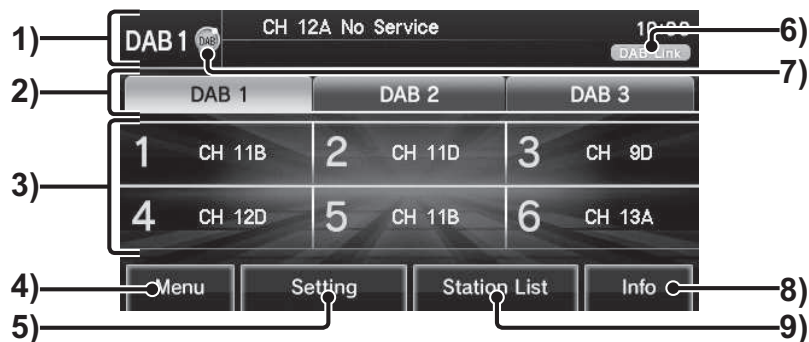 1) DAB 1 DAB CH 12A No Service 6)
DAB Link 7)
2) DAB 1 DAB 2 DAB 3
3) 1 CH 11B 2 CH 11D 3 CH 9D
4 CH 12D 5 CH 11B 6 CH 13A
4) Menu Setting Station List Info 8)
5) 9)